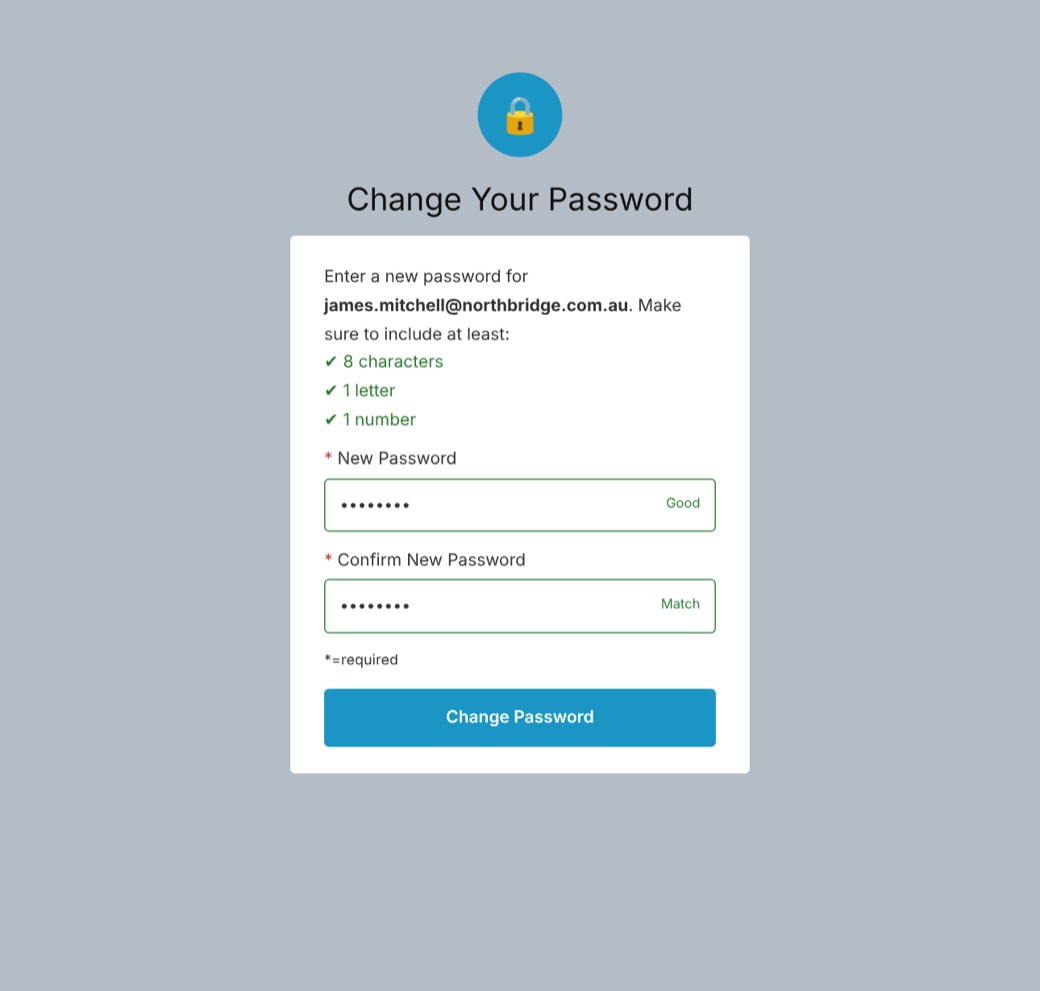 Change Your Password
Enter a new password for
james.mitchell@northbridge.com.au. Make
sure to include at least:
✔ 8 characters
✔ 1 letter
✔ 1 number
* New Password
•••••••• Good
* Confirm New Password
•••••••• Match
*=required
Change Password